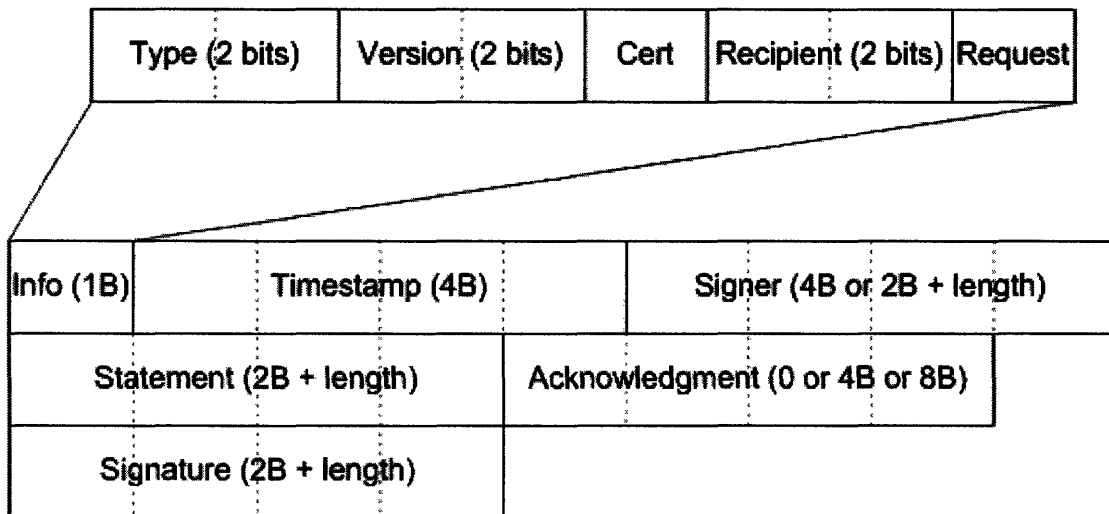 Type (2 bits) Version (2 bits) Cert Recipient (2 bits) Request
Info (1B) Timestamp (4B) Signer (4B or 2B + length)
Statement (2B + length) Acknowledgment (0 or 4B or 8B)
Signature (2B + length)